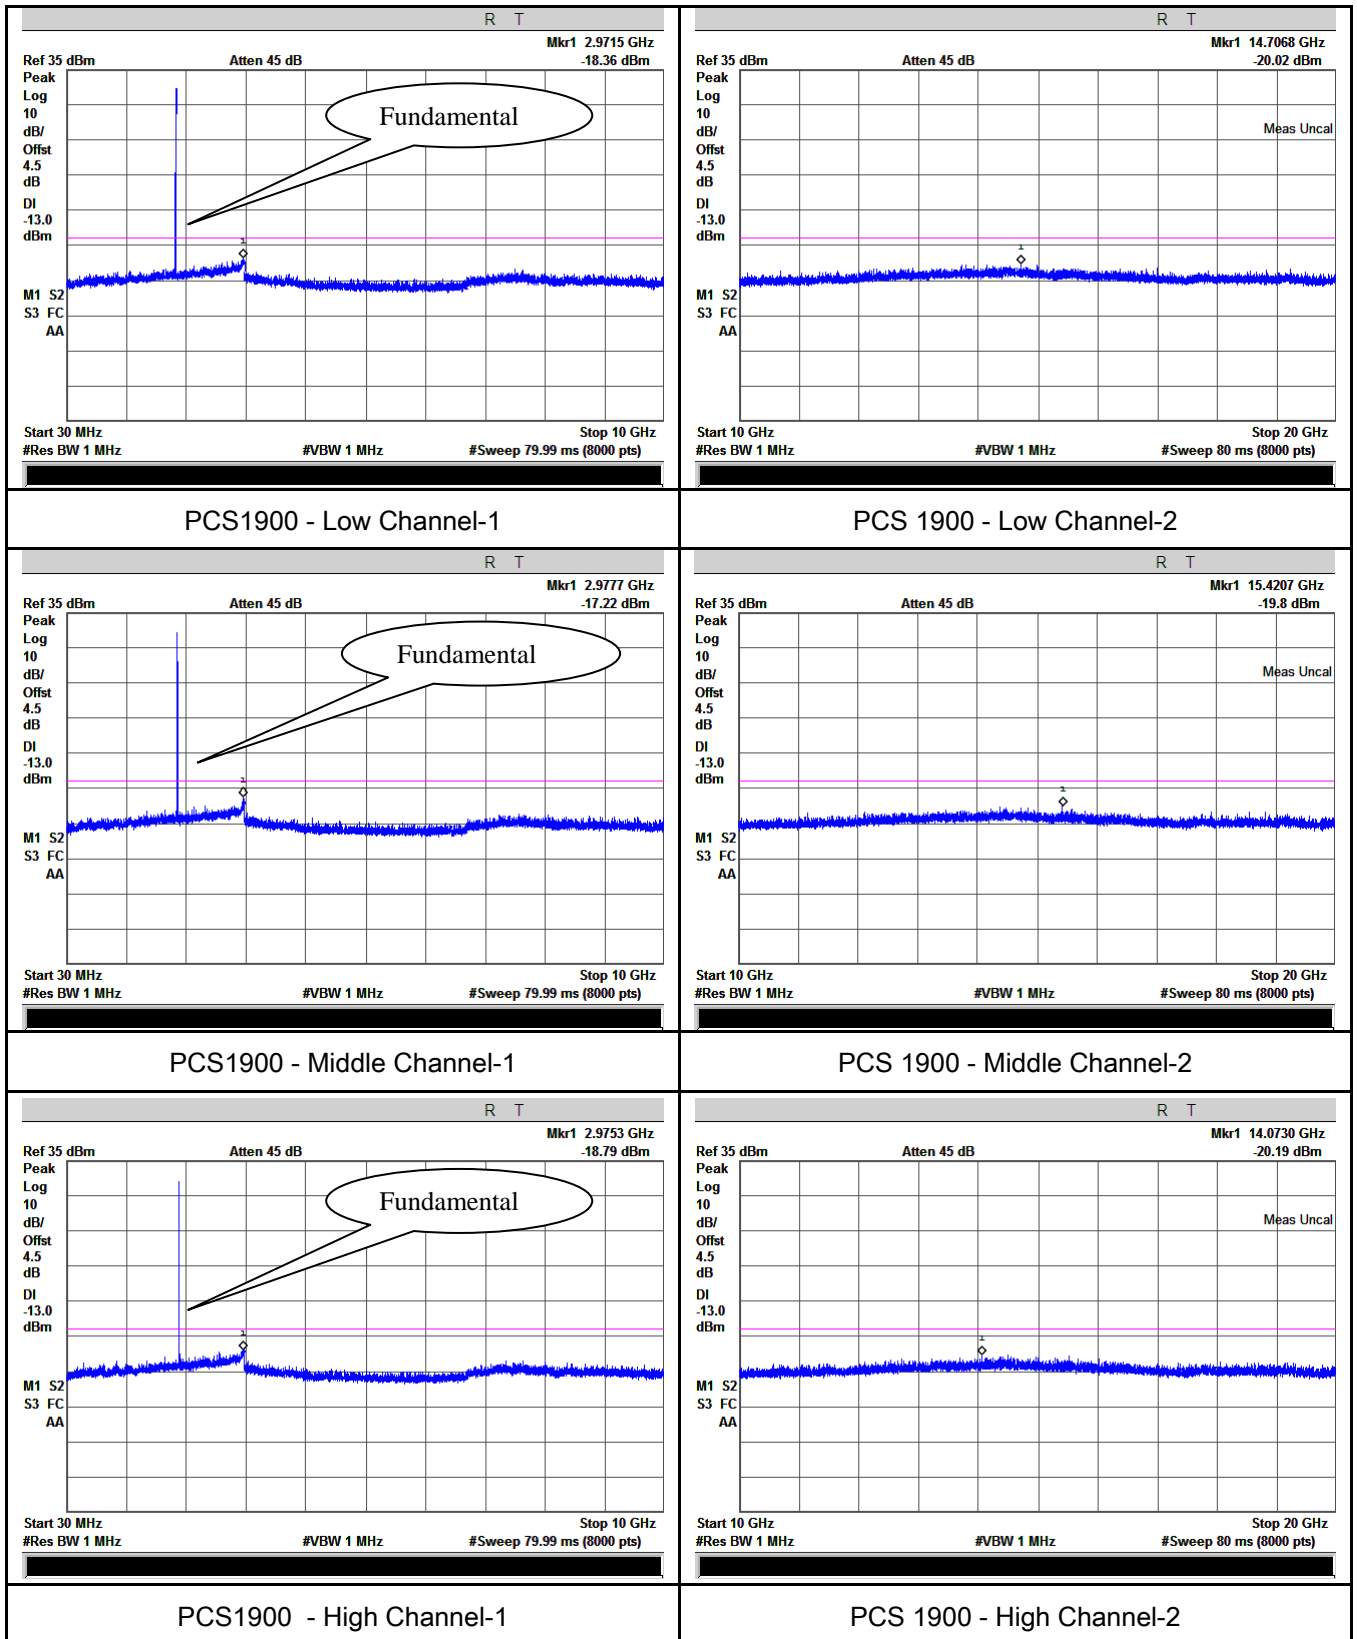 R T
Mkr1 2.9715 GHz
Ref 35 dBm Atten 45 dB -18.36 dBm
Peak
Log
10
dB/
Offst
4.5
dB
DI
-13.0
dBm
Fundamental
1
M1 S2
S3 FC
AA
Start 30 MHz Stop 10 GHz
#Res BW 1 MHz #VBW 1 MHz #Sweep 79.99 ms (8000 pts)
PCS1900 - Low Channel-1
R T
Mkr1 14.7068 GHz
Ref 35 dBm Atten 45 dB -20.02 dBm
Peak
Log
10
dB/
Offst
4.5
dB
DI
-13.0
dBm
Meas Uncal
1
M1 S2
S3 FC
AA
Start 10 GHz Stop 20 GHz
#Res BW 1 MHz #VBW 1 MHz #Sweep 80 ms (8000 pts)
PCS 1900 - Low Channel-2
R T
Mkr1 2.9777 GHz
Ref 35 dBm Atten 45 dB -17.22 dBm
Peak
Log
10
dB/
Offst
4.5
dB
DI
-13.0
dBm
Fundamental
1
M1 S2
S3 FC
AA
Start 30 MHz Stop 10 GHz
#Res BW 1 MHz #VBW 1 MHz #Sweep 79.99 ms (8000 pts)
PCS1900 - Middle Channel-1
R T
Mkr1 15.4207 GHz
Ref 35 dBm Atten 45 dB -19.8 dBm
Peak
Log
10
dB/
Offst
4.5
dB
DI
-13.0
dBm
Meas Uncal
1
M1 S2
S3 FC
AA
Start 10 GHz Stop 20 GHz
#Res BW 1 MHz #VBW 1 MHz #Sweep 80 ms (8000 pts)
PCS 1900 - Middle Channel-2
R T
Mkr1 2.9753 GHz
Ref 35 dBm Atten 45 dB -18.79 dBm
Peak
Log
10
dB/
Offst
4.5
dB
DI
-13.0
dBm
Fundamental
1
M1 S2
S3 FC
AA
Start 30 MHz Stop 10 GHz
#Res BW 1 MHz #VBW 1 MHz #Sweep 79.99 ms (8000 pts)
PCS1900 - High Channel-1
R T
Mkr1 14.0730 GHz
Ref 35 dBm Atten 45 dB -20.19 dBm
Peak
Log
10
dB/
Offst
4.5
dB
DI
-13.0
dBm
Meas Uncal
1
M1 S2
S3 FC
AA
Start 10 GHz Stop 20 GHz
#Res BW 1 MHz #VBW 1 MHz #Sweep 80 ms (8000 pts)
PCS 1900 - High Channel-2